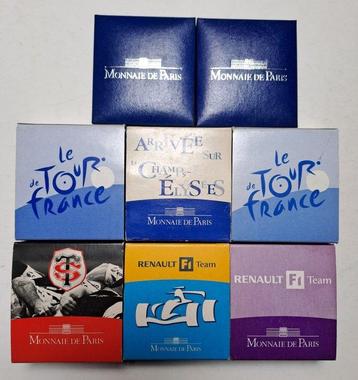 MONNAIE DE PARIS
MONNAIE DE PARIS
le
TOUR
de
france
ARRIVÉE SUR
CHAMPS-
ÉLYSÉES
MONNAIE DE PARIS
le
TOUR
de
france
ST
MONNAIE DE PARIS
RENAULT F1 Team
MONNAIE DE PARIS
RENAULT F1 Team
MONNAIE DE PARIS